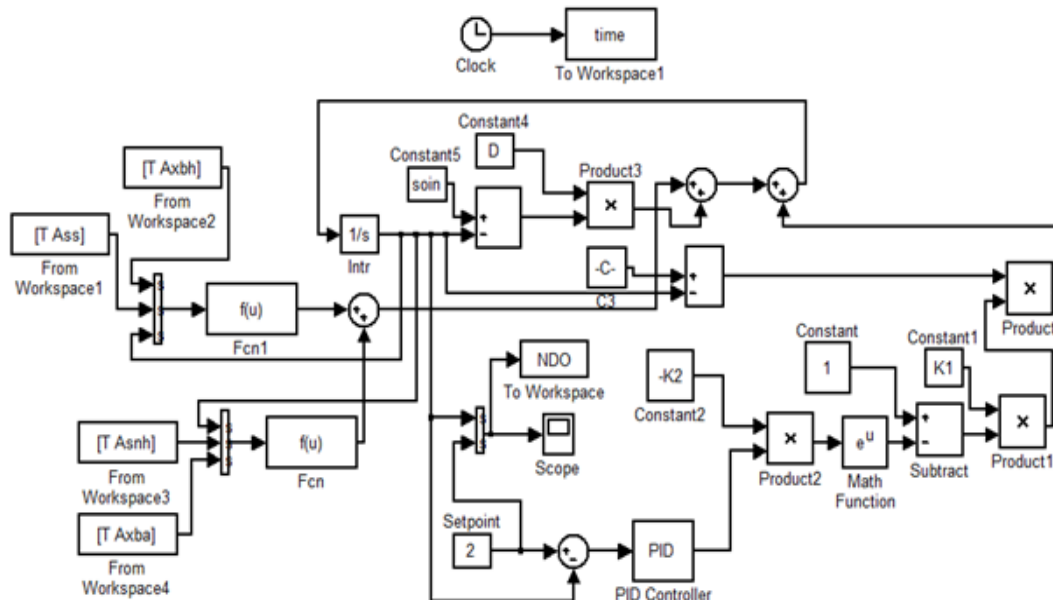 time
Clock
To Workspace1
Constant4
D
Constant5
soin
Product3
×
[T Axbh]
From
Workspace2
[T Ass]
From
Workspace1
1/s
Intr
f(u)
Fcn1
-C-
C3
×
Product
NDO
To Workspace
Scope
-K2
Constant2
Constant
1
Constant1
K1
×
Product2
e^u
Math
Function
Subtract
×
Product1
[T Asnh]
From
Workspace3
f(u)
Fcn
[T Axba]
From
Workspace4
Setpoint
2
PID
PID Controller